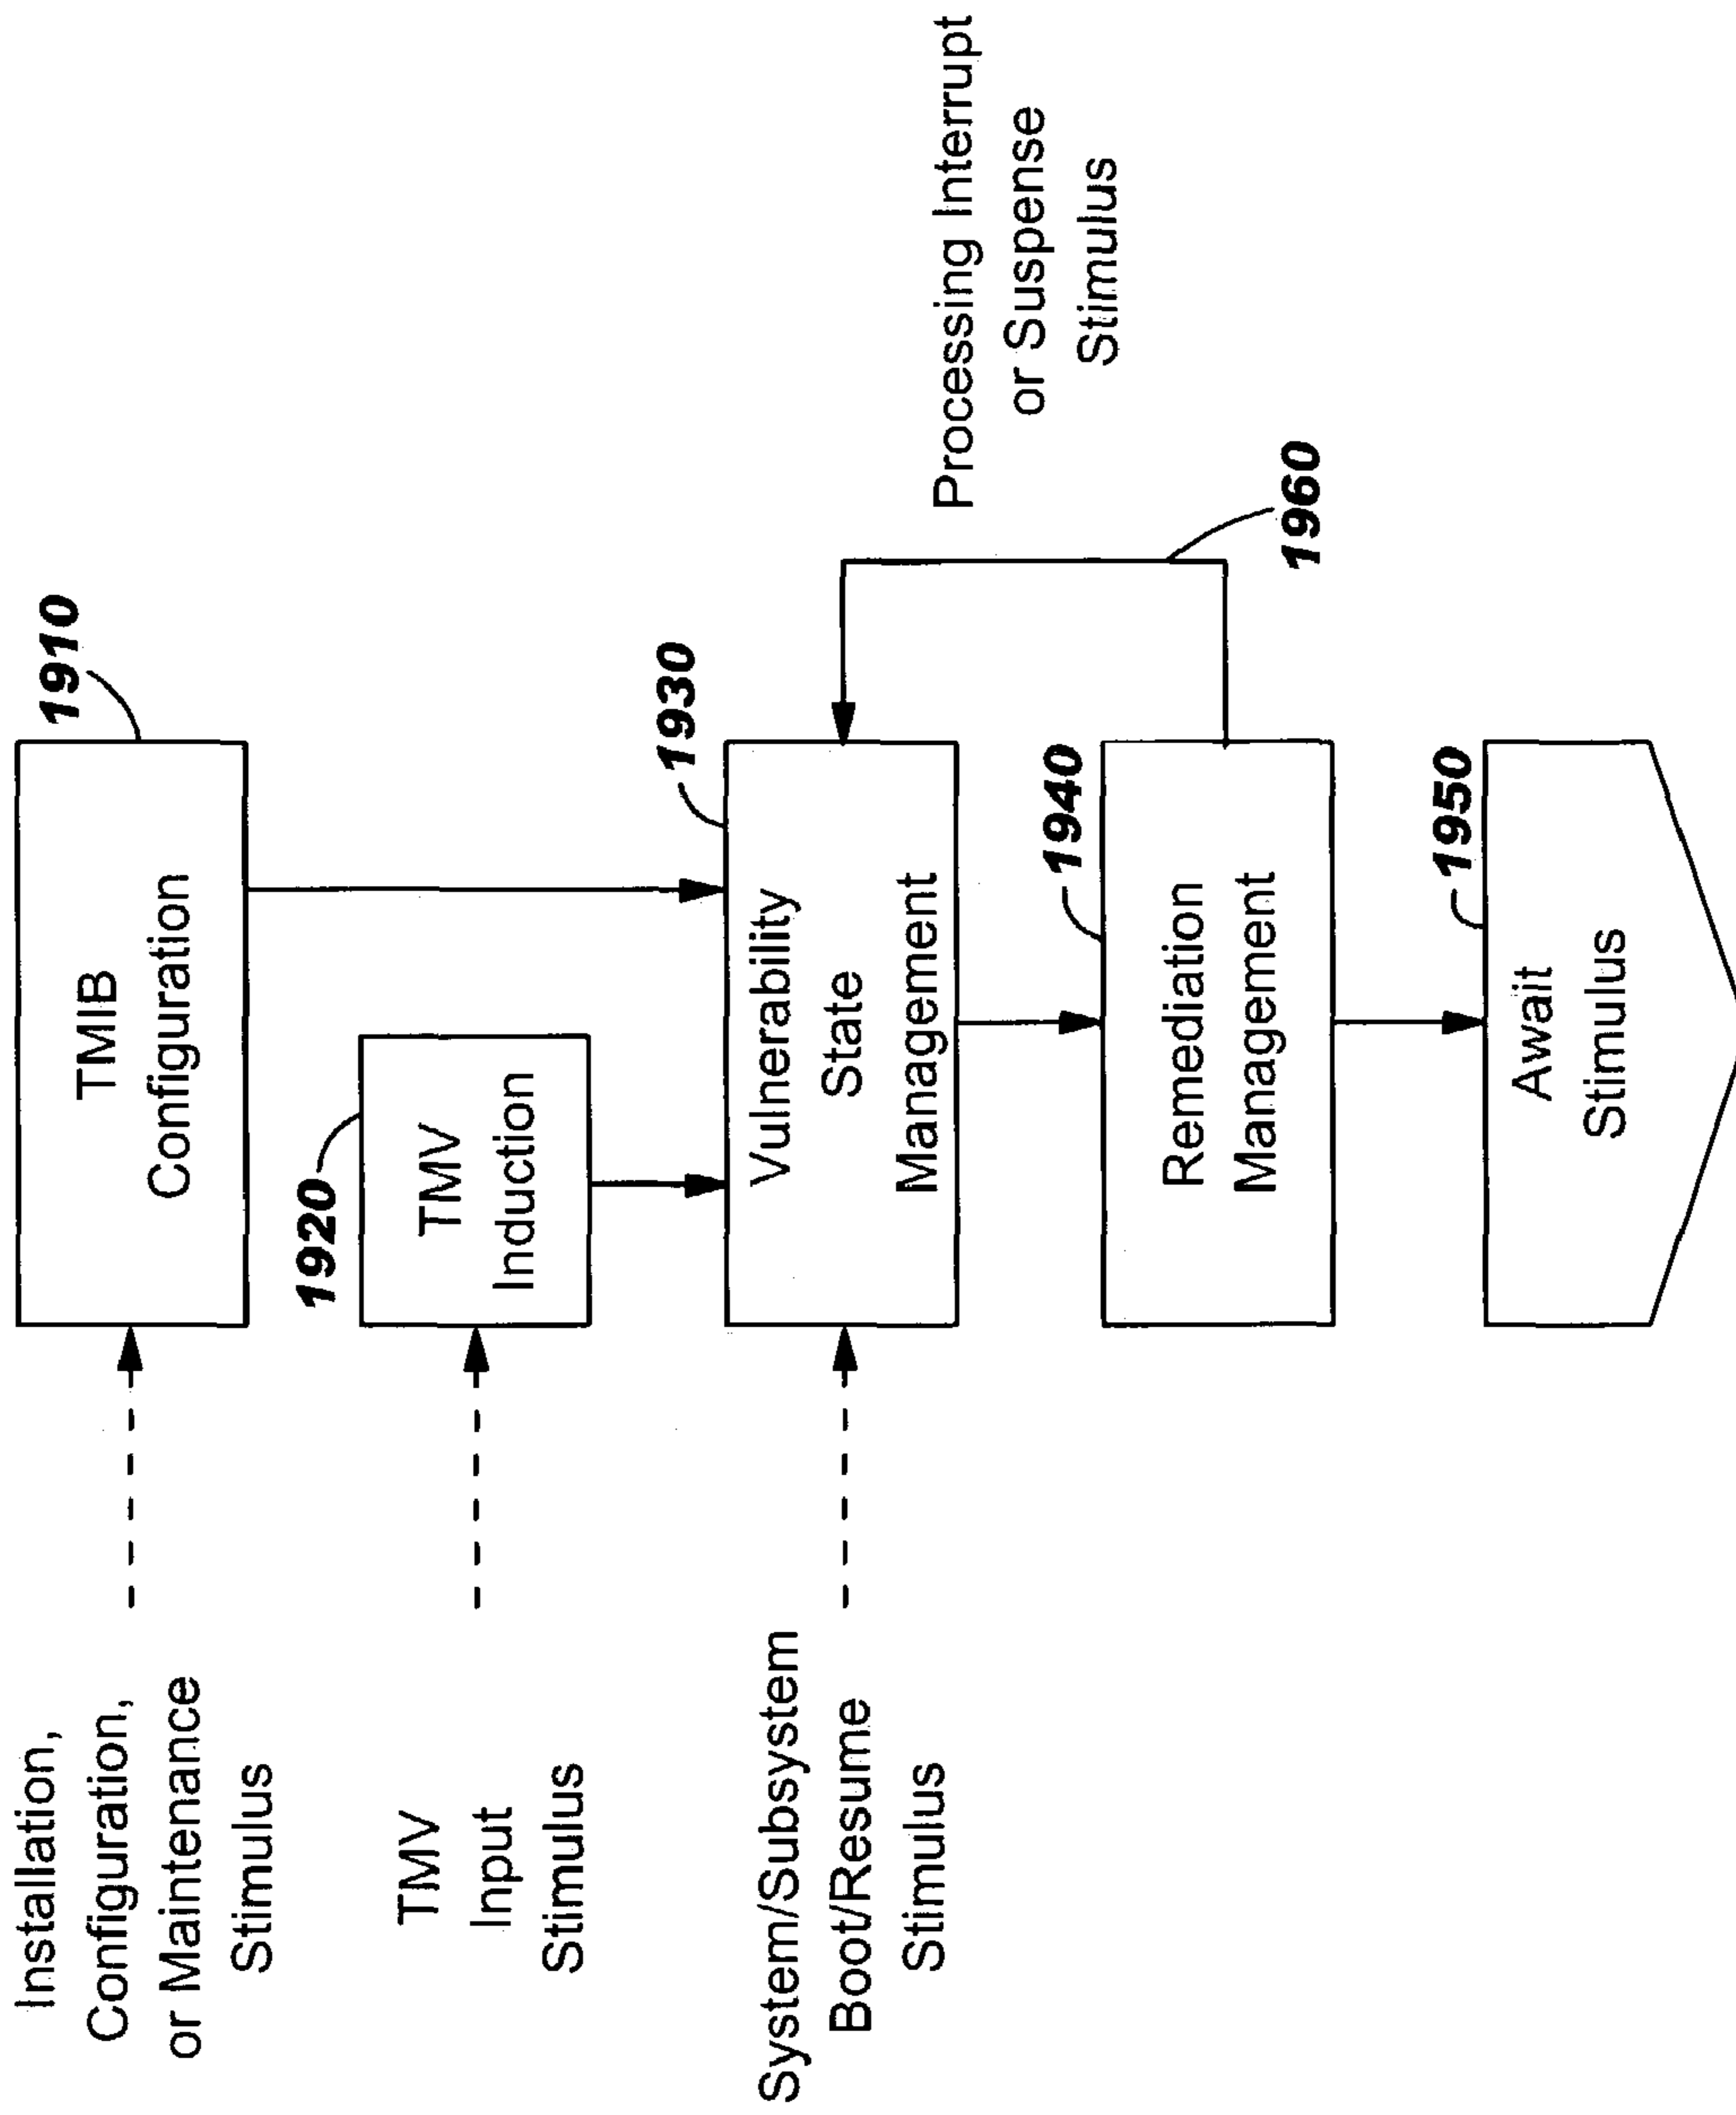 Installation,
Configuration,
or Maintenance
Stimulus
TMIB
Configuration
1910
TMV
Input
Stimulus
1920
TMV
Induction
System/Subsystem
Boot/Resume
Stimulus
1930
Vulnerability
State
Management
Processing Interrupt
or Suspense
Stimulus
1940
Remediation
Management
1960
1950
Await
Stimulus